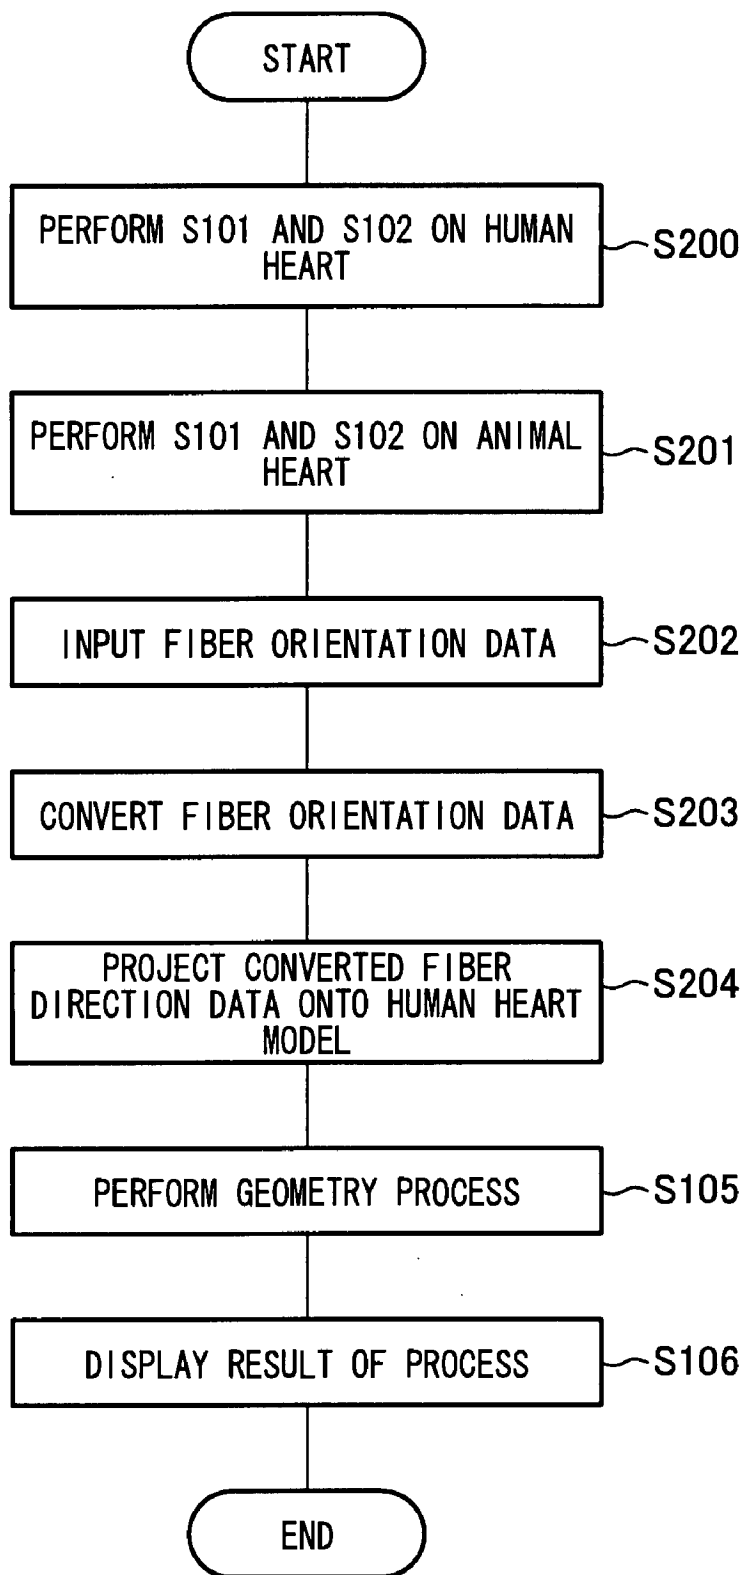 START
PERFORM S101 AND S102 ON HUMAN
HEART
S200
PERFORM S101 AND S102 ON ANIMAL
HEART
S201
INPUT FIBER ORIENTATION DATA
S202
CONVERT FIBER ORIENTATION DATA
S203
PROJECT CONVERTED FIBER
DIRECTION DATA ONTO HUMAN HEART
MODEL
S204
PERFORM GEOMETRY PROCESS
S105
DISPLAY RESULT OF PROCESS
S106
END